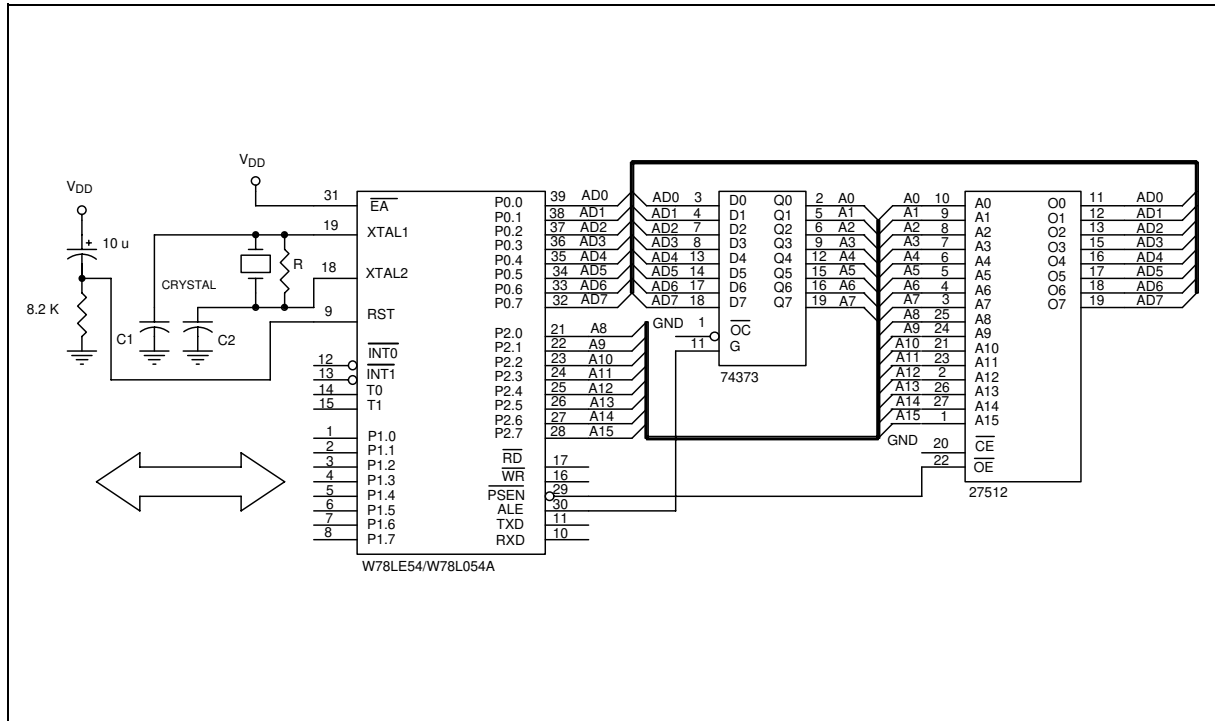 VDD
VDD
10 u
8.2 K
C1
C2
CRYSTAL
R
31 EA
19 XTAL1
18 XTAL2
9 RST
12 INT0
13 INT1
14 T0
15 T1
1 P1.0
2 P1.1
3 P1.2
4 P1.3
5 P1.4
6 P1.5
7 P1.6
8 P1.7
P0.0 39 AD0
P0.1 38 AD1
P0.2 37 AD2
P0.3 36 AD3
P0.4 35 AD4
P0.5 34 AD5
P0.6 33 AD6
P0.7 32 AD7
P2.0 21 A8
P2.1 22 A9
P2.2 23 A10
P2.3 24 A11
P2.4 25 A12
P2.5 26 A13
P2.6 27 A14
P2.7 28 A15
RD 17
WR 16
PSEN 29
ALE 30
TXD 11
RXD 10
W78LE54/W78L054A
AD0 3 D0 Q0 2 A0
AD1 4 D1 Q1 5 A1
AD2 7 D2 Q2 6 A2
AD3 8 D3 Q3 9 A3
AD4 13 D4 Q4 12 A4
AD5 14 D5 Q5 15 A5
AD6 17 D6 Q6 16 A6
AD7 18 D7 Q7 19 A7
GND 1 OC
11 G
74373
A0 10 A0 O0 11 AD0
A1 9 A1 O1 12 AD1
A2 8 A2 O2 13 AD2
A3 7 A3 O3 15 AD3
A4 6 A4 O4 16 AD4
A5 5 A5 O5 17 AD5
A6 4 A6 O6 18 AD6
A7 3 A7 O7 19 AD7
A8 25 A8
A9 24 A9
A10 21 A10
A11 23 A11
A12 2 A12
A13 26 A13
A14 27 A14
A15 1 A15
GND 20 CE
22 OE
27512